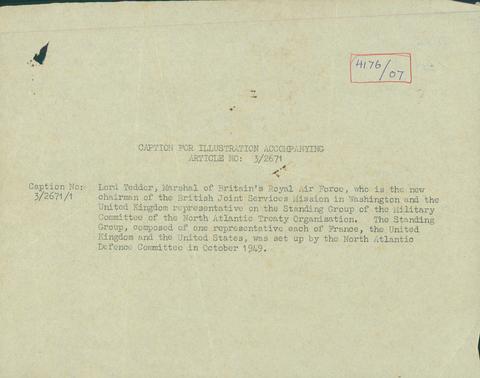 4176/07
CAPTION FOR ILLUSTRATION ACCOMPANYING
ARTICLE NO: 3/2671
Caption No: Lord Tedder, Marshal of Britain's Royal Air Force, who is the new
3/2671/1 chairman of the British Joint Services Mission in Washington and the
United Kingdom representative on the Standing Group of the Military
Committee of the North Atlantic Treaty Organisation. The Standing
Group, composed of one representative each of France, the United
Kingdom and the United States, was set up by the North Atlantic
Defence Committee in October 1949.